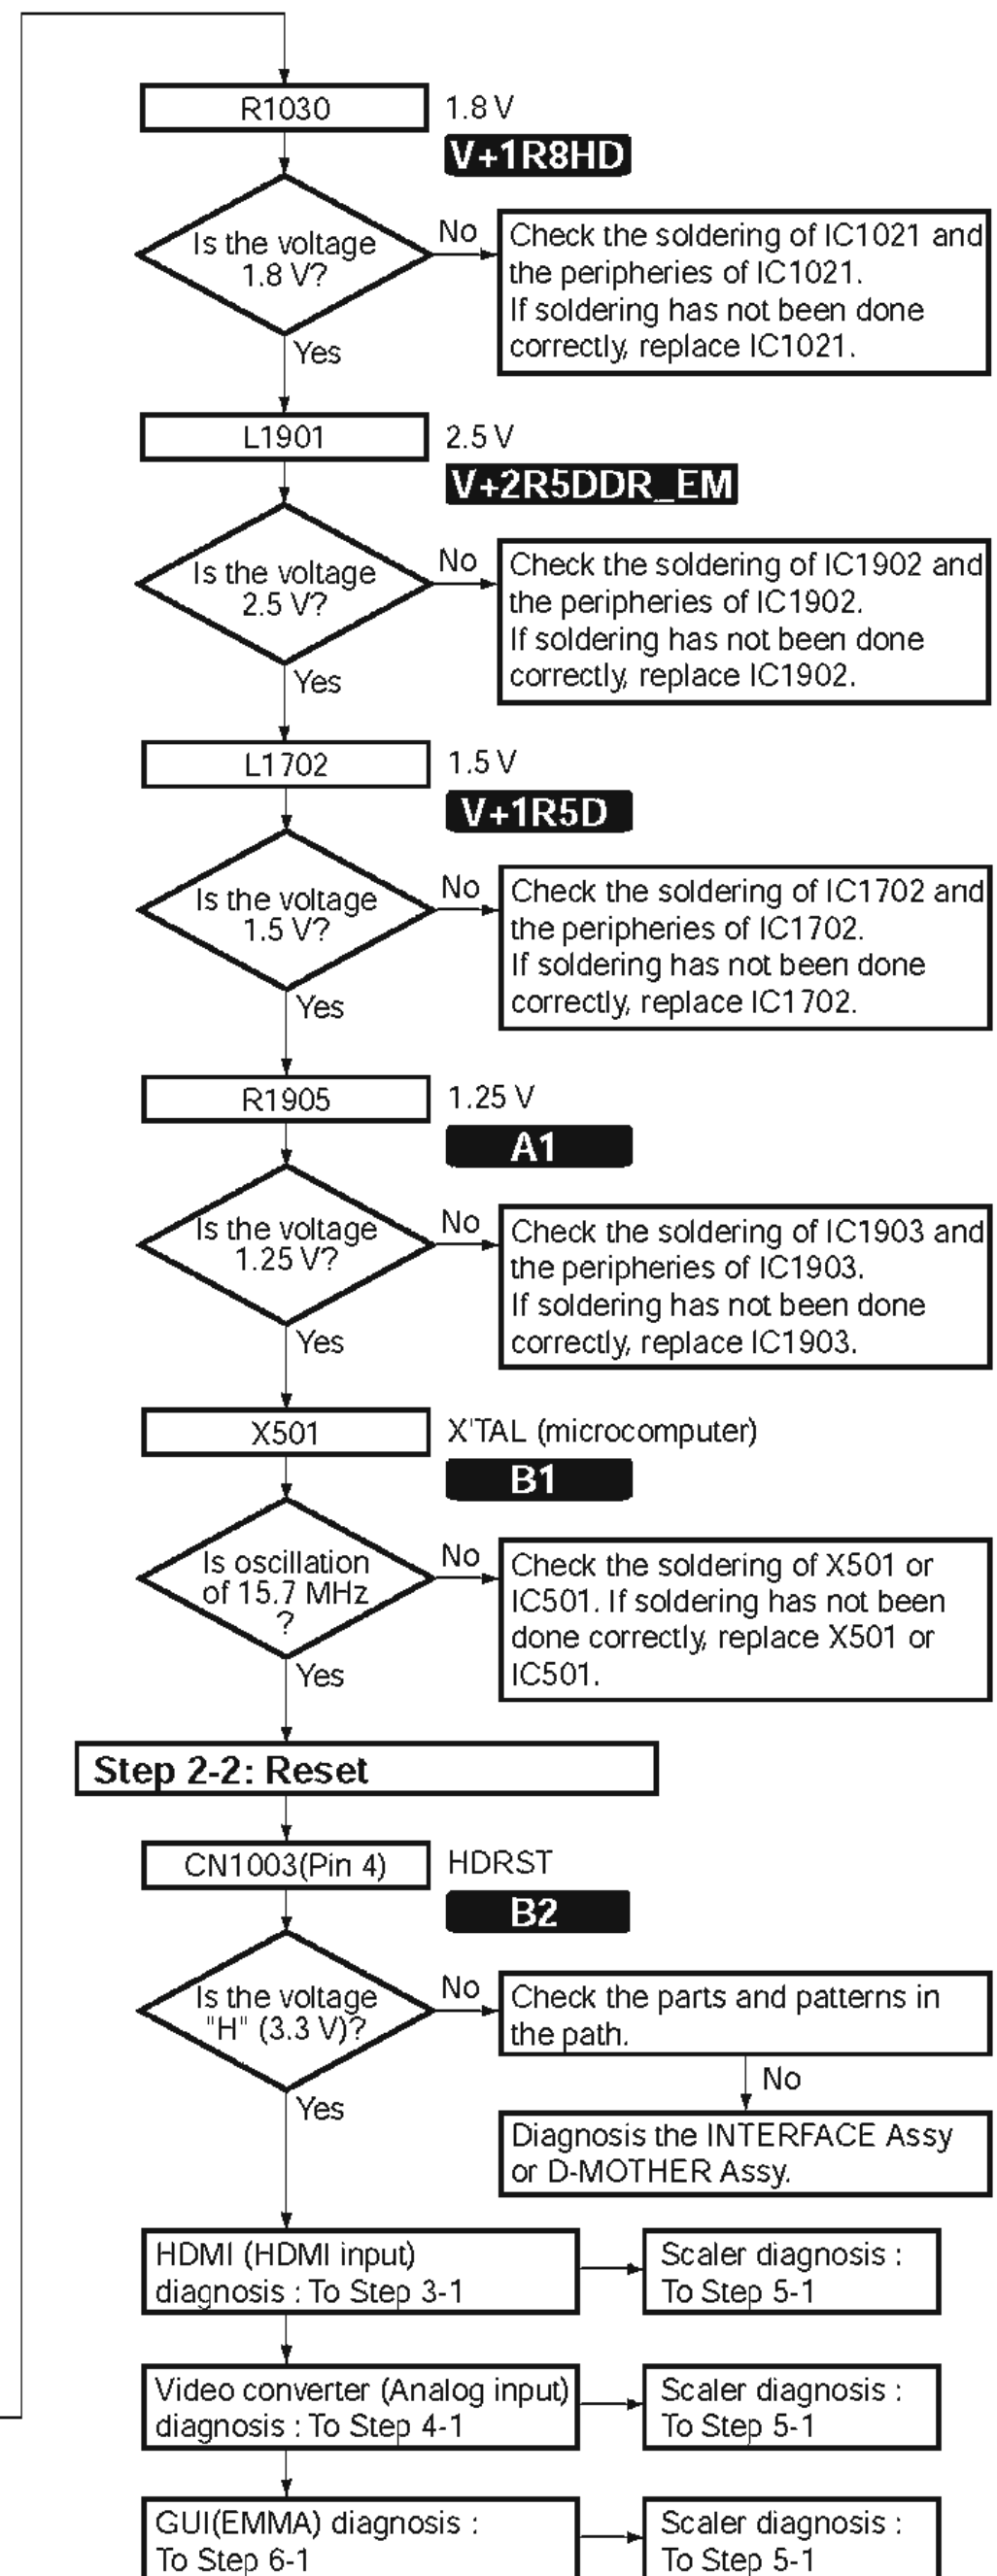 R1030
1.8 V
V+1R8HD
Is the voltage
1.8 V?
No
Check the soldering of IC1021 and
the peripheries of IC1021.
If soldering has not been done
correctly, replace IC1021.
Yes
L1901
2.5 V
V+2R5DDR_EM
Is the voltage
2.5 V?
No
Check the soldering of IC1902 and
the peripheries of IC1902.
If soldering has not been done
correctly, replace IC1902.
Yes
L1702
1.5 V
V+1R5D
Is the voltage
1.5 V?
No
Check the soldering of IC1702 and
the peripheries of IC1702.
If soldering has not been done
correctly, replace IC1702.
Yes
R1905
1.25 V
A1
Is the voltage
1.25 V?
No
Check the soldering of IC1903 and
the peripheries of IC1903.
If soldering has not been done
correctly, replace IC1903.
Yes
X501
X'TAL (microcomputer)
B1
Is oscillation
of 15.7 MHz
?
No
Check the soldering of X501 or
IC501. If soldering has not been
done correctly, replace X501 or
IC501.
Yes
Step 2-2: Reset
CN1003(Pin 4)
HDRST
B2
Is the voltage
"H" (3.3 V)?
No
Check the parts and patterns in
the path.
No
Yes
Diagnosis the INTERFACE Assy
or D-MOTHER Assy.
HDMI (HDMI input)
diagnosis : To Step 3-1
Scaler diagnosis :
To Step 5-1
Video converter (Analog input)
diagnosis : To Step 4-1
Scaler diagnosis :
To Step 5-1
GUI(EMMA) diagnosis :
To Step 6-1
Scaler diagnosis :
To Step 5-1